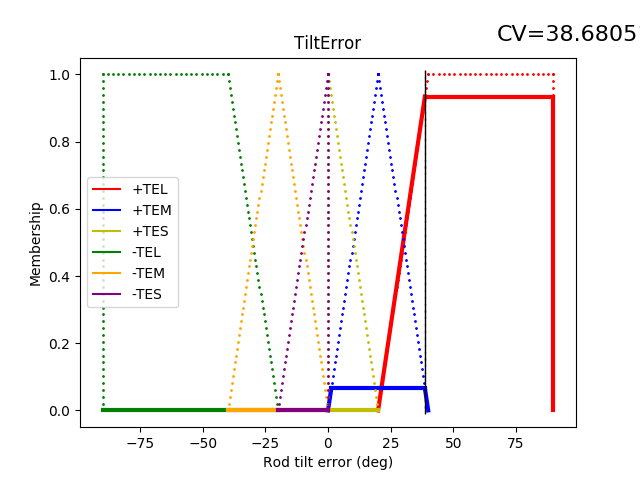 CV=38.6805
TiltError
1.0
0.8
0.6
0.4
0.2
0.0
Membership
+TEL
+TEM
+TES
-TEL
-TEM
-TES
−75 −50 −25 0 25 50 75
Rod tilt error (deg)